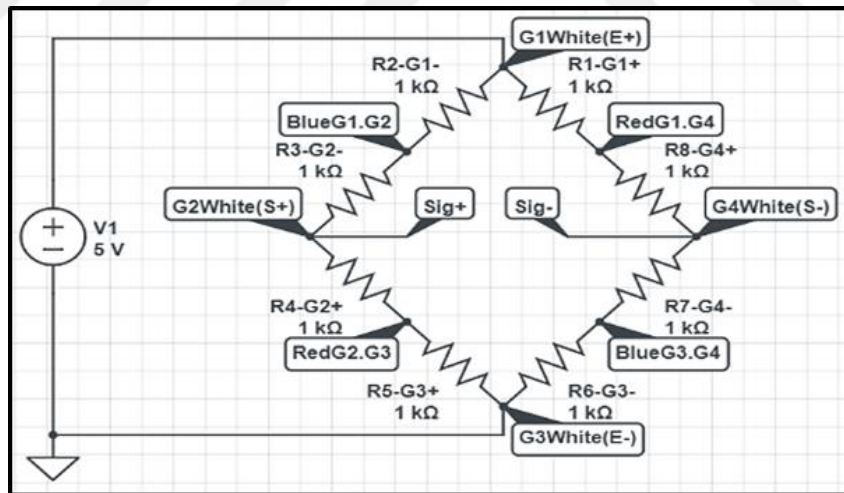 G1White(E+)
R2-G1-
1 kΩ
R1-G1+
1 kΩ
BlueG1.G2
RedG1.G4
R3-G2-
1 kΩ
R8-G4+
1 kΩ
G2White(S+)
Sig+
Sig-
G4White(S-)
V1
5 V
R4-G2+
1 kΩ
R7-G4-
1 kΩ
RedG2.G3
BlueG3.G4
R5-G3+
1 kΩ
R6-G3-
1 kΩ
G3White(E-)